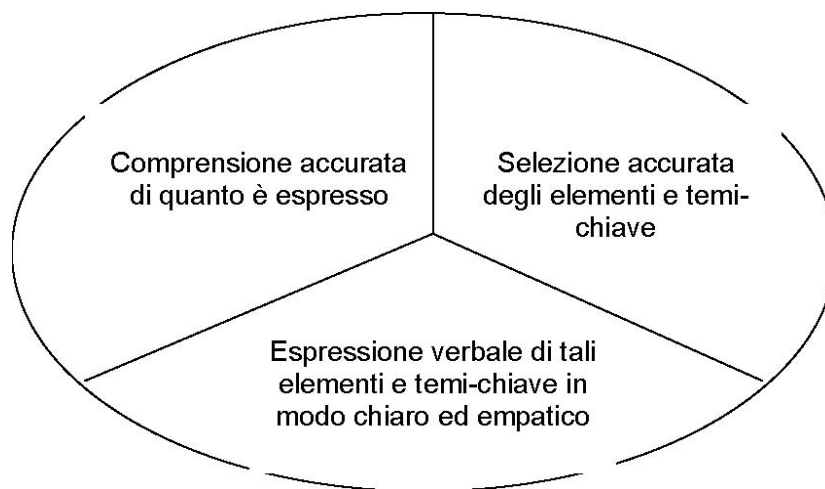 Comprensione accurata
di quanto è espresso
Selezione accurata
degli elementi e temi-
chiave
Espressione verbale di tali
elementi e temi-chiave in
modo chiaro ed empatico